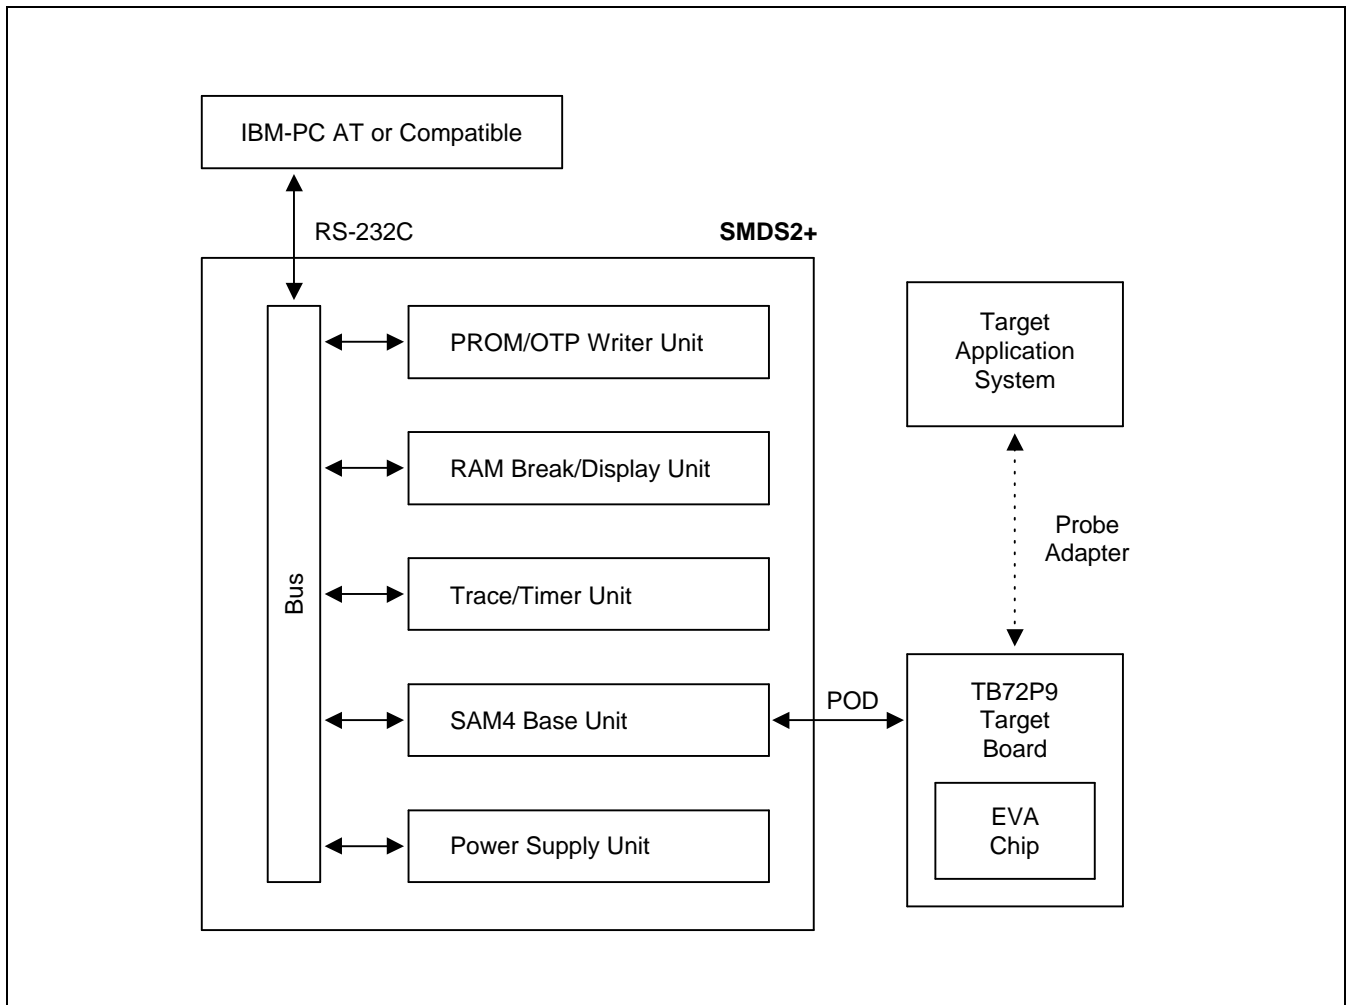 IBM-PC AT or Compatible
RS-232C
SMDS2+
PROM/OTP Writer Unit
RAM Break/Display Unit
Trace/Timer Unit
SAM4 Base Unit
Power Supply Unit
Bus
POD
Target
Application
System
Probe
Adapter
TB72P9
Target
Board
EVA
Chip